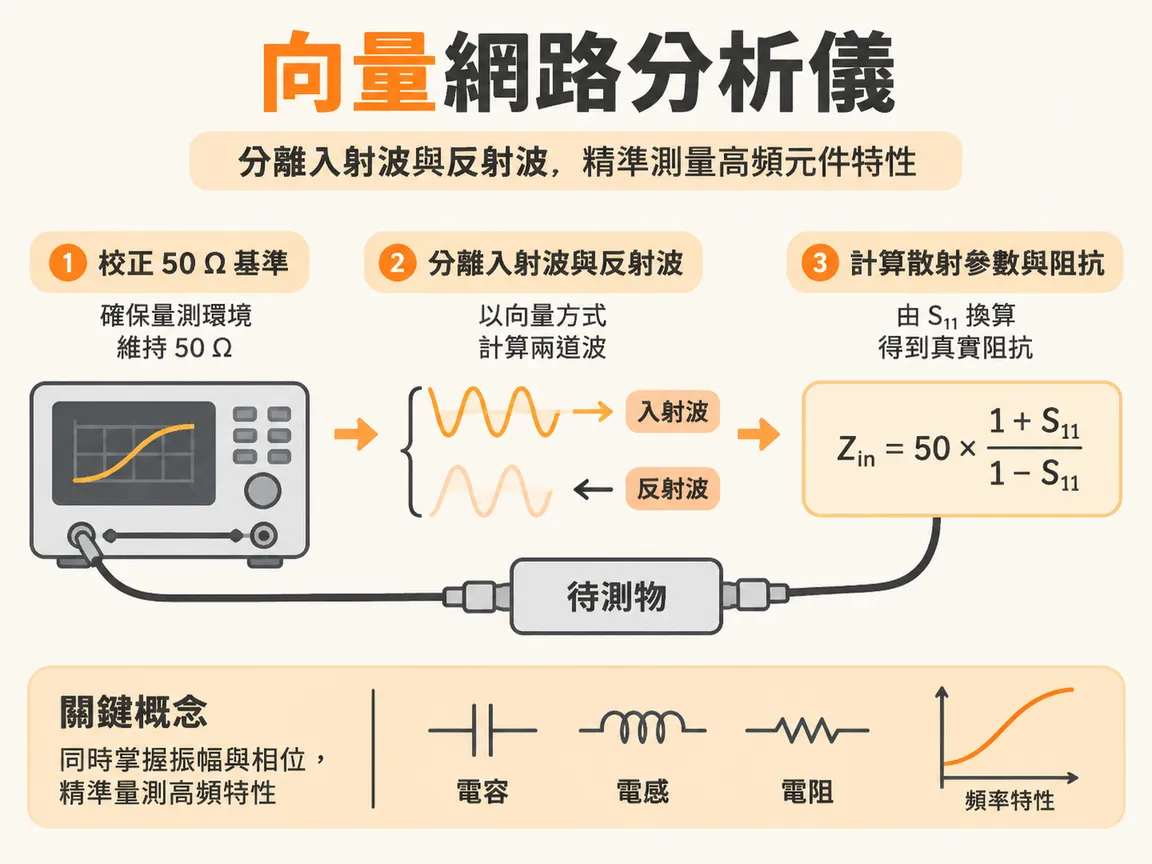 向量網路分析儀
分離入射波與反射波，精準測量高頻元件特性
1 校正 50 Ω 基準
確保量測環境
維持 50 Ω
2 分離入射波與反射波
以向量方式
計算兩道波
入射波
反射波
3 計算散射參數與阻抗
由 S₁₁ 換算
得到真實阻抗
Zᵢₙ = 50 × (1 + S₁₁) / (1 − S₁₁)
待測物
關鍵概念
同時掌握振幅與相位，
精準量測高頻特性
電容
電感
電阻
頻率特性